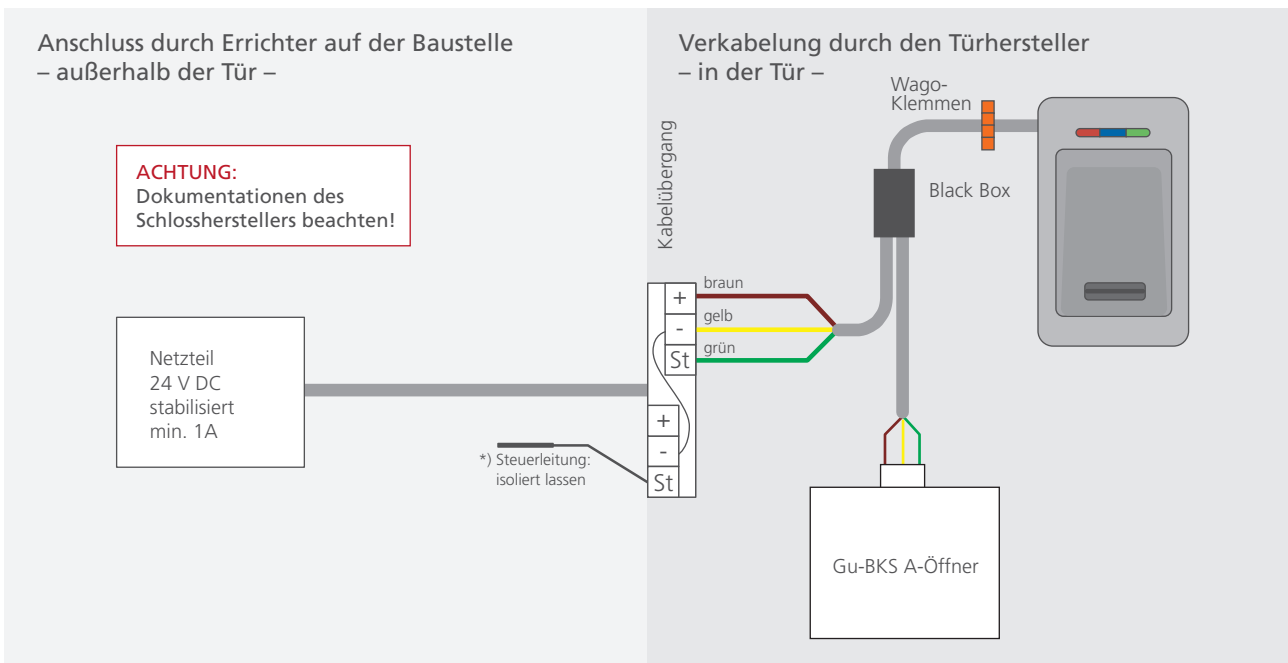 Anschluss durch Errichter auf der Baustelle
– außerhalb der Tür –
ACHTUNG:
Dokumentationen des
Schlossherstellers beachten!
Netzteil
24 V DC
stabilisiert
min. 1A
*) Steuerleitung:
isoliert lassen
Verkabelung durch den Türhersteller
– in der Tür –
Wago-
Klemmen
Kabelübergang
Black Box
+
-
St
braun
gelb
grün
+
-
St
Gu-BKS A-Öffner